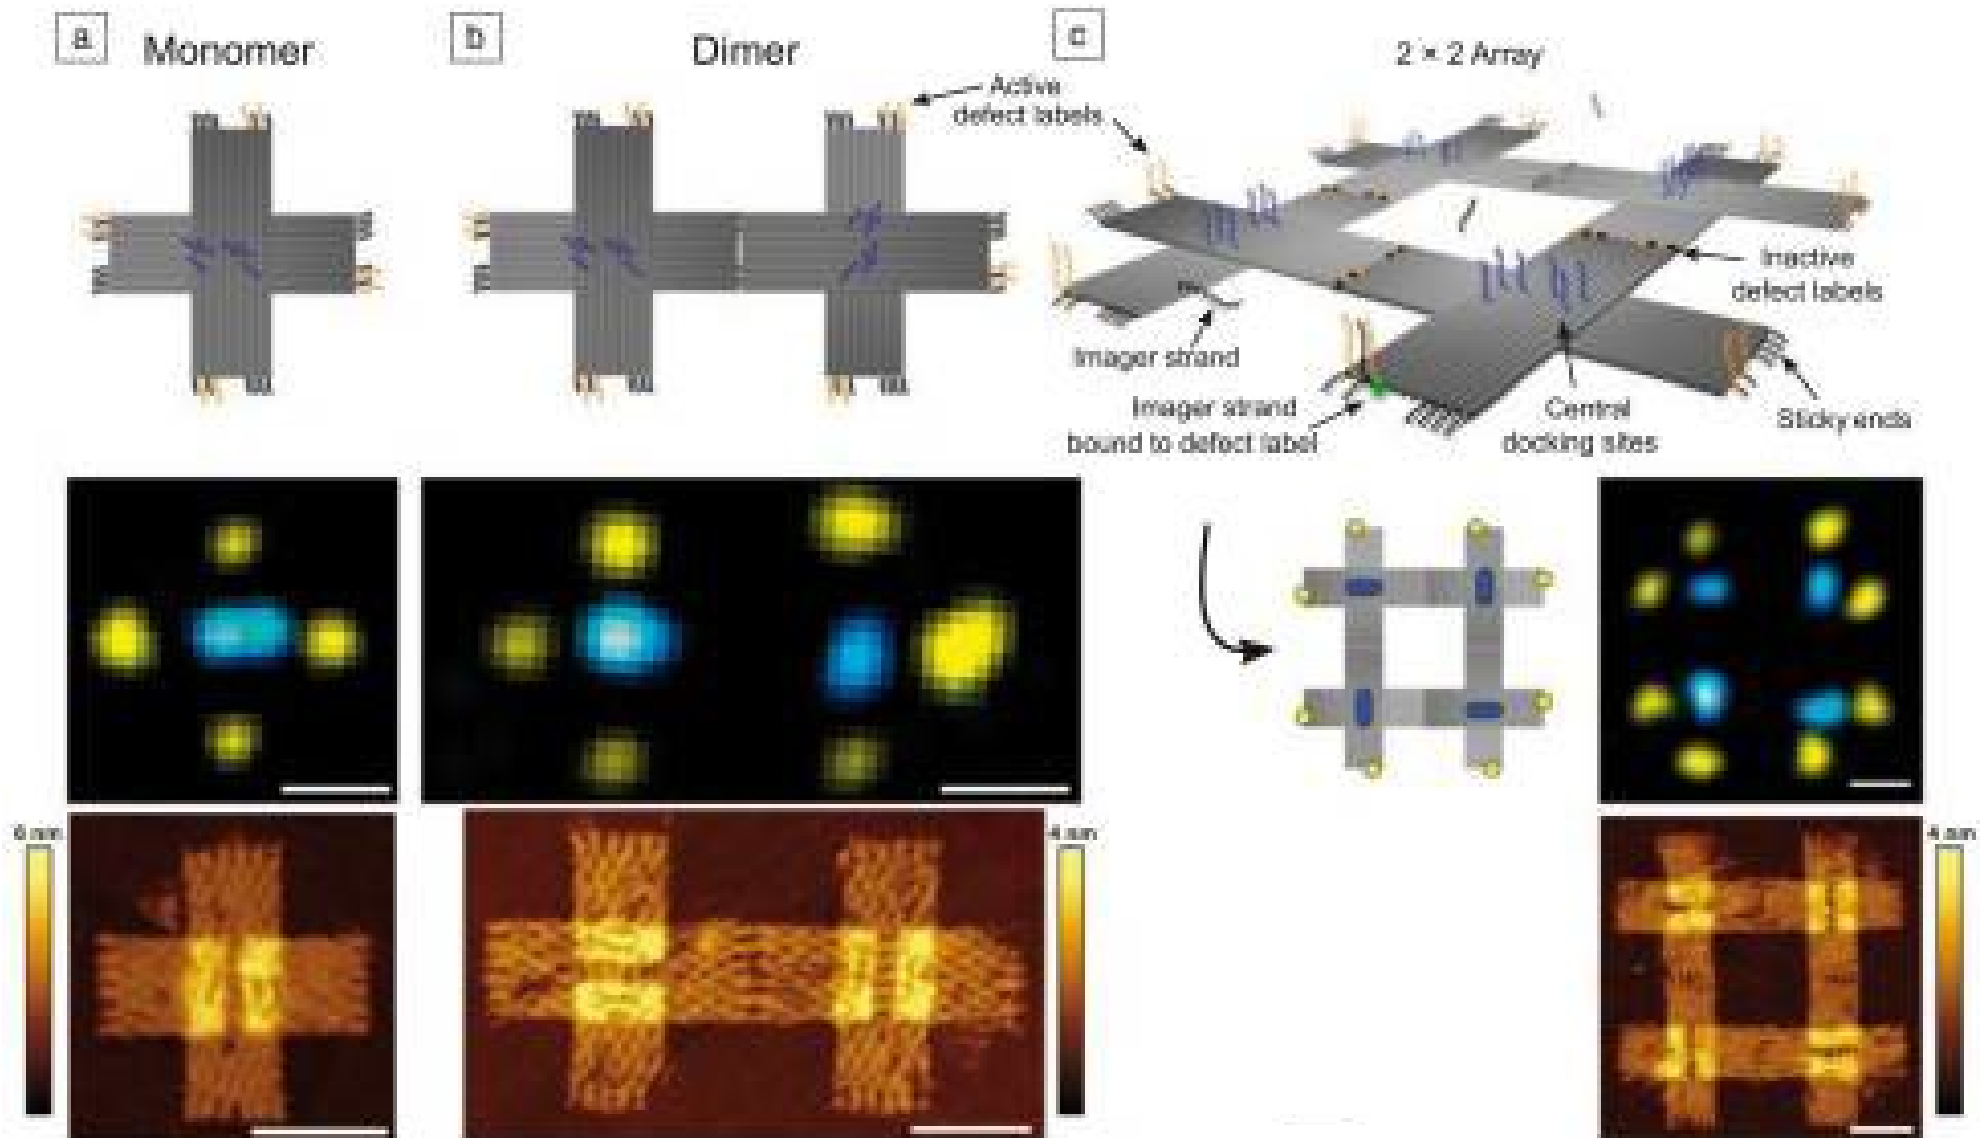 a
Monomer
b
Dimer
c
2 × 2 Array
Active
defect labels
Inactive
defect labels
Imager strand
Imager strand
bound to defect label
Central
docking sites
Sticky ends
6 nm
4 nm
4 nm